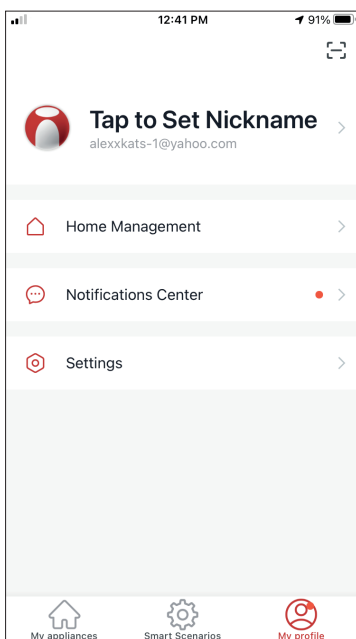 12:41 PM
91%
Tap to Set Nickname
alexxkats-1@yahoo.com
Home Management
Notifications Center
Settings
My appliances
Smart Scenarios
My profile